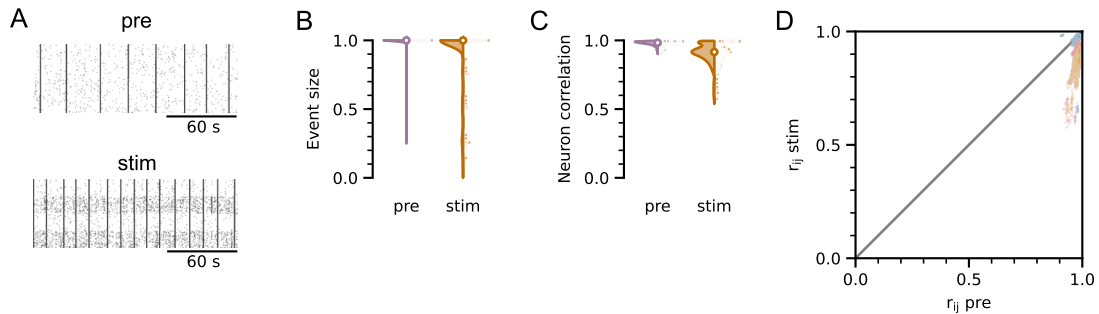 A
pre
60 s
stim
60 s
B
Event size
1.0
0.5
0.0
pre
stim
C
Neuron correlation
1.0
0.5
0.0
pre
stim
D
r_ij stim
1.0
0.5
0.0
0.0
0.5
1.0
r_ij pre